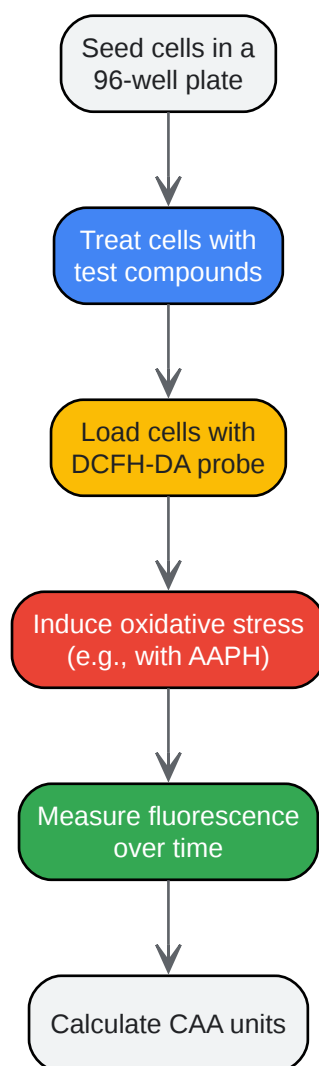 Seed cells in a
96-well plate
Treat cells with
test compounds
Load cells with
DCFH-DA probe
Induce oxidative stress
(e.g., with AAPH)
Measure fluorescence
over time
Calculate CAA units